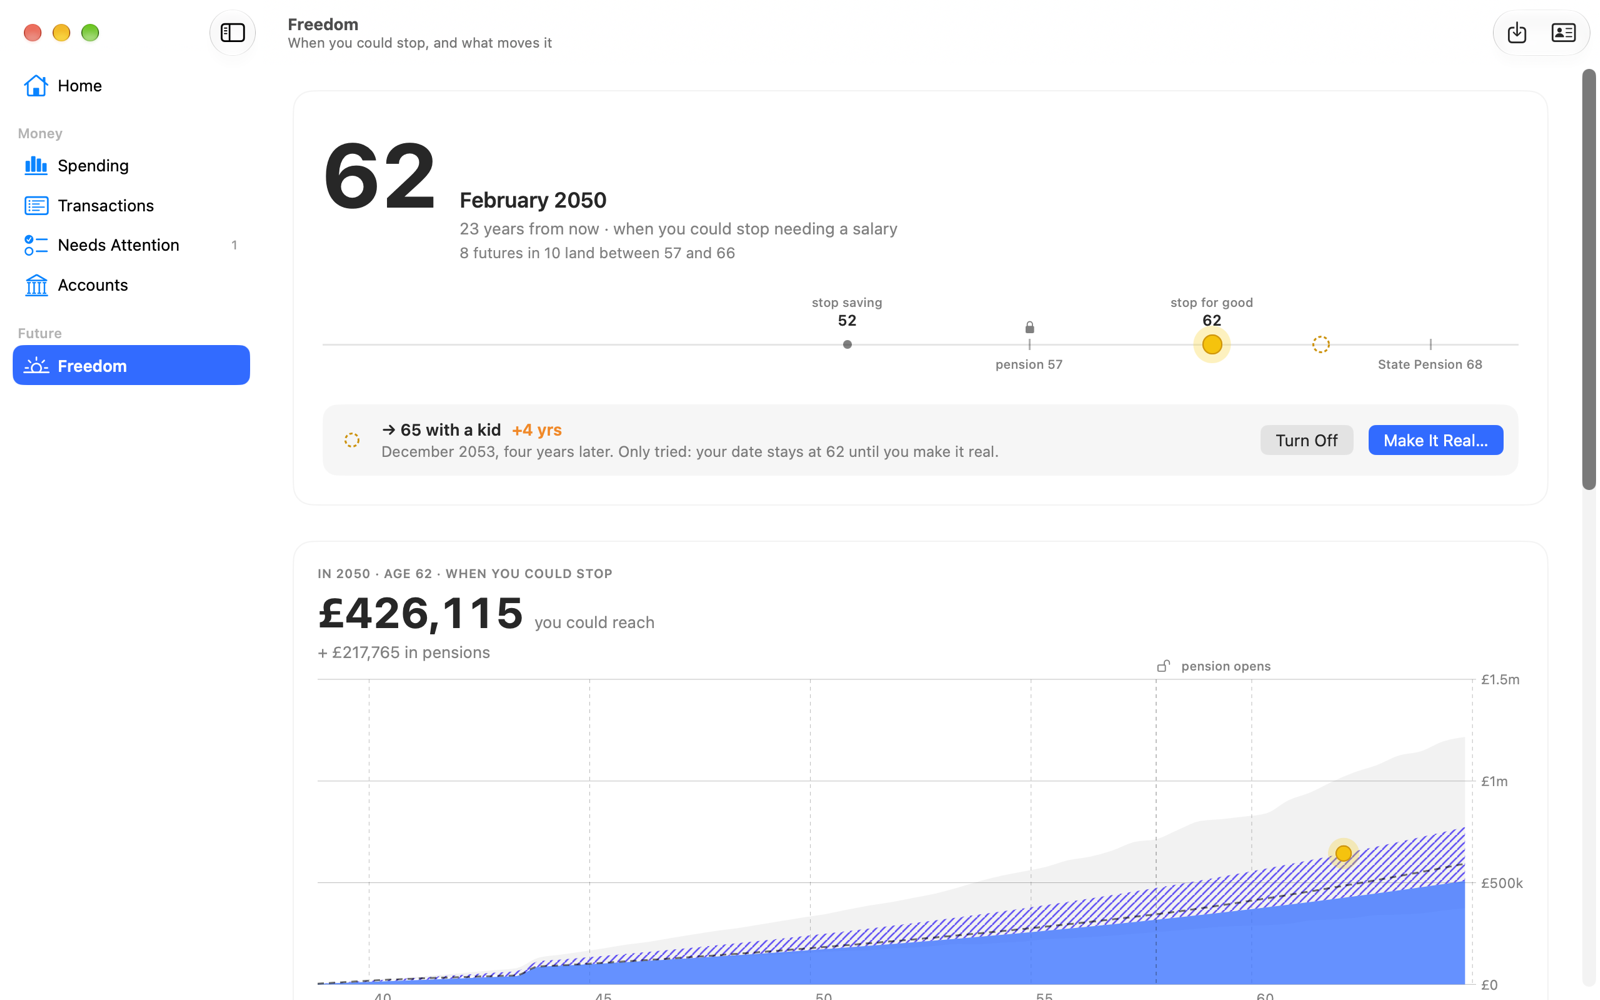 Freedom
When you could stop, and what moves it
Home
Money
Spending
Transactions
Needs Attention 1
Accounts
Future
Freedom
62
February 2050
23 years from now · when you could stop needing a salary
8 futures in 10 land between 57 and 66
stop saving
52
stop for good
62
pension 57
State Pension 68
→ 65 with a kid +4 yrs
December 2053, four years later. Only tried: your date stays at 62 until you make it real.
Turn Off
Make It Real...
IN 2050 · AGE 62 · WHEN YOU COULD STOP
£426,115 you could reach
+ £217,765 in pensions
pension opens
£1.5m
£1m
£500k
£0
40 45 50 55 60